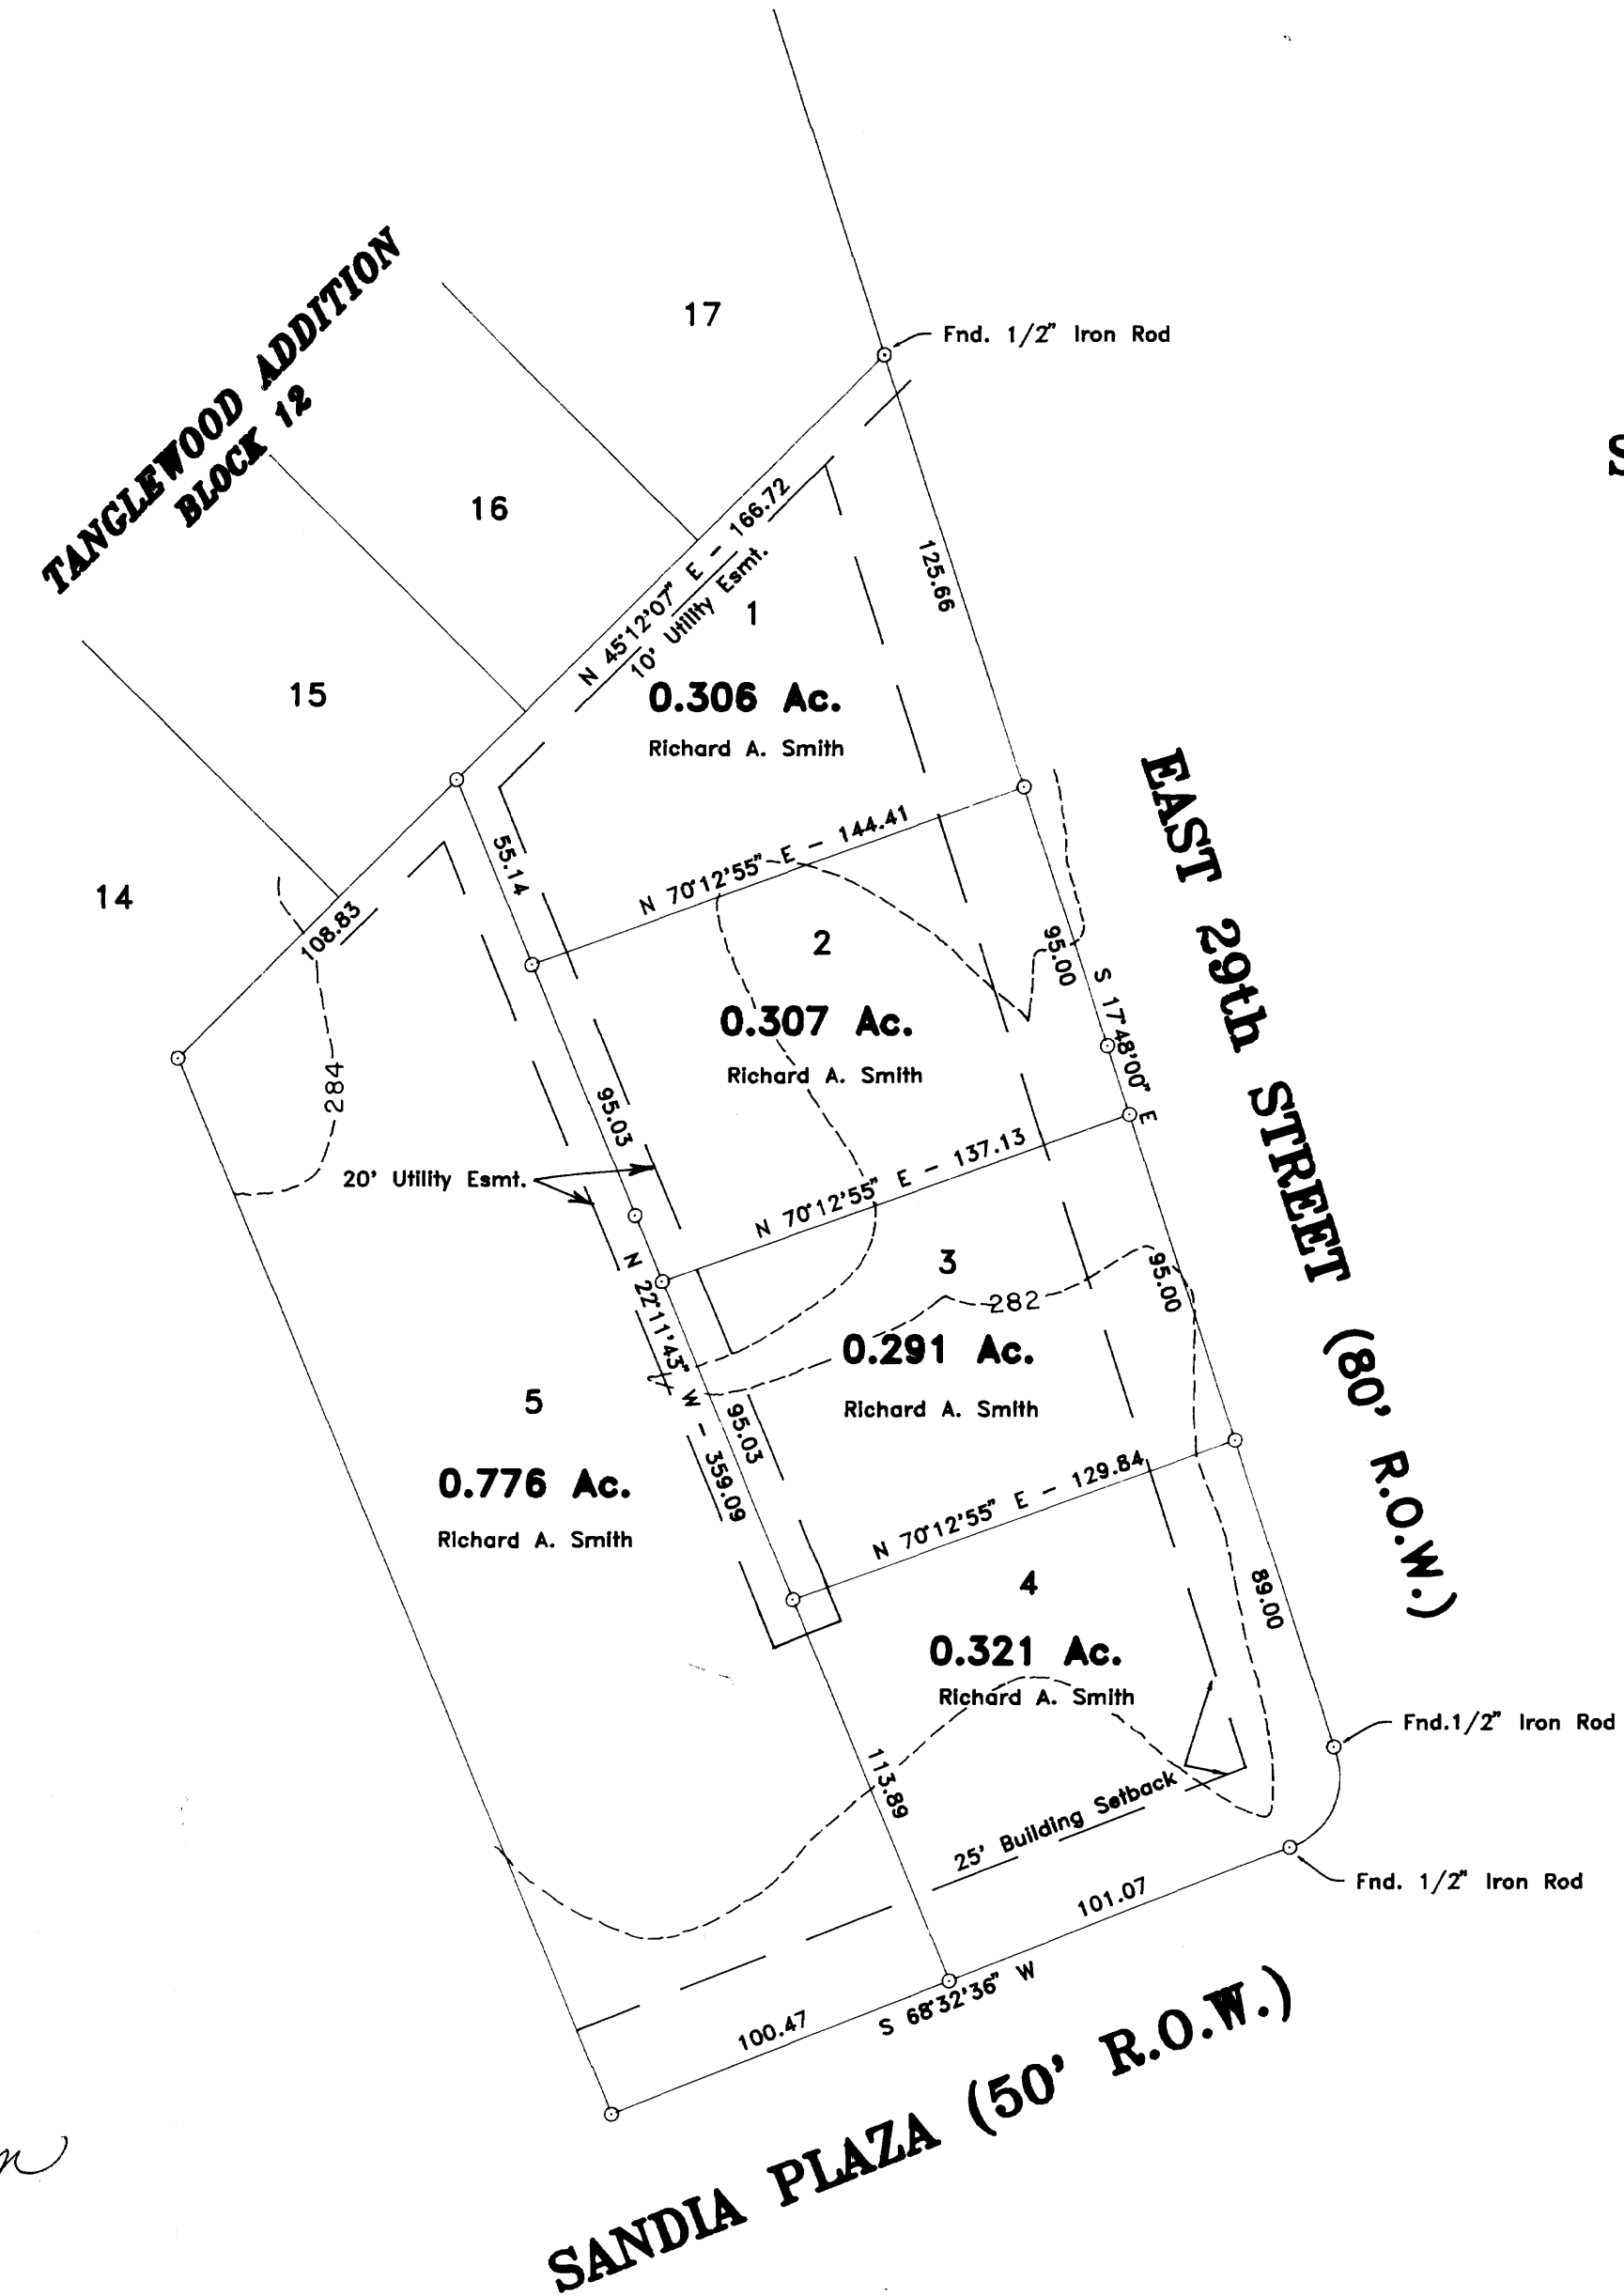 17
Fnd. 1/2" Iron Rod
TANGLEWOOD ADDITION
BLOCK 12
S
16
N 45°12'07" E - 166.72
10' Utility Esmt.
125.66
1
15
0.306 Ac.
Richard A. Smith
EAST 29th STREET (80' R.O.W.)
55.14
N 70°12'55" E - 144.41
14
108.83
2
95.00
S 17°48'00" E
0.307 Ac.
Richard A. Smith
284
95.03
20' Utility Esmt.
N 70°12'55" E - 137.13
3
95.00
282
N 22°11'43" W - 359.09
0.291 Ac.
Richard A. Smith
5
95.03
0.776 Ac.
Richard A. Smith
N 70°12'55" E - 129.84
4
89.00
0.321 Ac.
Richard A. Smith
Fnd.1/2" Iron Rod
113.89
25' Building Setback
Fnd. 1/2" Iron Rod
101.07
S 68°32'36" W
100.47
SANDIA PLAZA (50' R.O.W.)